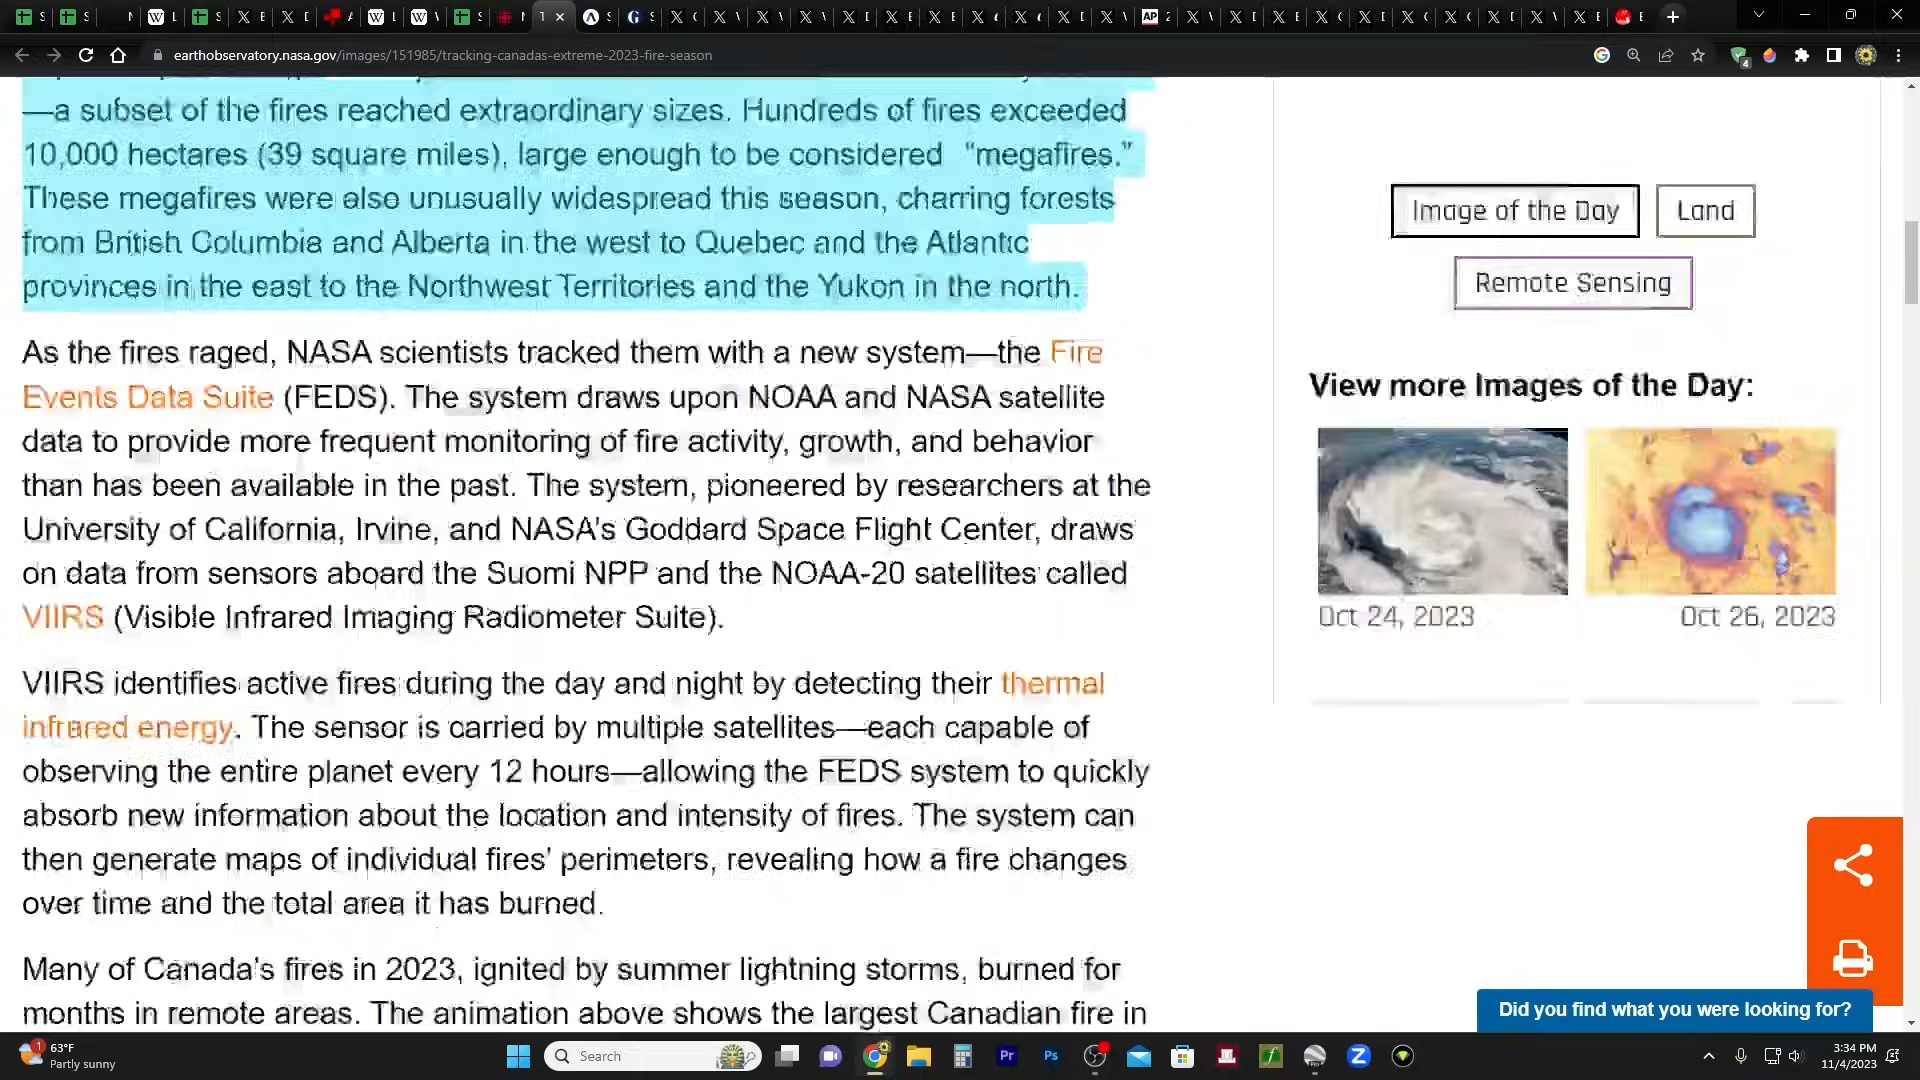 earthobservatory.nasa.gov/images/151985/tracking-canadas-extreme-2023-fire-season
—a subset of the fires reached extraordinary sizes. Hundreds of fires exceeded
10,000 hectares (39 square miles), large enough to be considered "megafires."
These megafires were also unusually widespread this season, charring forests
from British Columbia and Alberta in the west to Quebec and the Atlantic
provinces in the east to the Northwest Territories and the Yukon in the north.
As the fires raged, NASA scientists tracked them with a new system—the Fire
Events Data Suite (FEDS). The system draws upon NOAA and NASA satellite
data to provide more frequent monitoring of fire activity, growth, and behavior
than has been available in the past. The system, pioneered by researchers at the
University of California, Irvine, and NASA's Goddard Space Flight Center, draws
on data from sensors aboard the Suomi NPP and the NOAA-20 satellites called
VIIRS (Visible Infrared Imaging Radiometer Suite).
VIIRS identifies active fires during the day and night by detecting their thermal
infrared energy. The sensor is carried by multiple satellites—each capable of
observing the entire planet every 12 hours—allowing the FEDS system to quickly
absorb new information about the location and intensity of fires. The system can
then generate maps of individual fires' perimeters, revealing how a fire changes
over time and the total area it has burned.
Many of Canada's fires in 2023, ignited by summer lightning storms, burned for
months in remote areas. The animation above shows the largest Canadian fire in
Image of the Day
Land
Remote Sensing
View more Images of the Day:
Oct 24, 2023
Oct 26, 2023
Did you find what you were looking for?
1
63°F
Partly sunny
Search
Pr
Ps
3:34 PM
11/4/2023